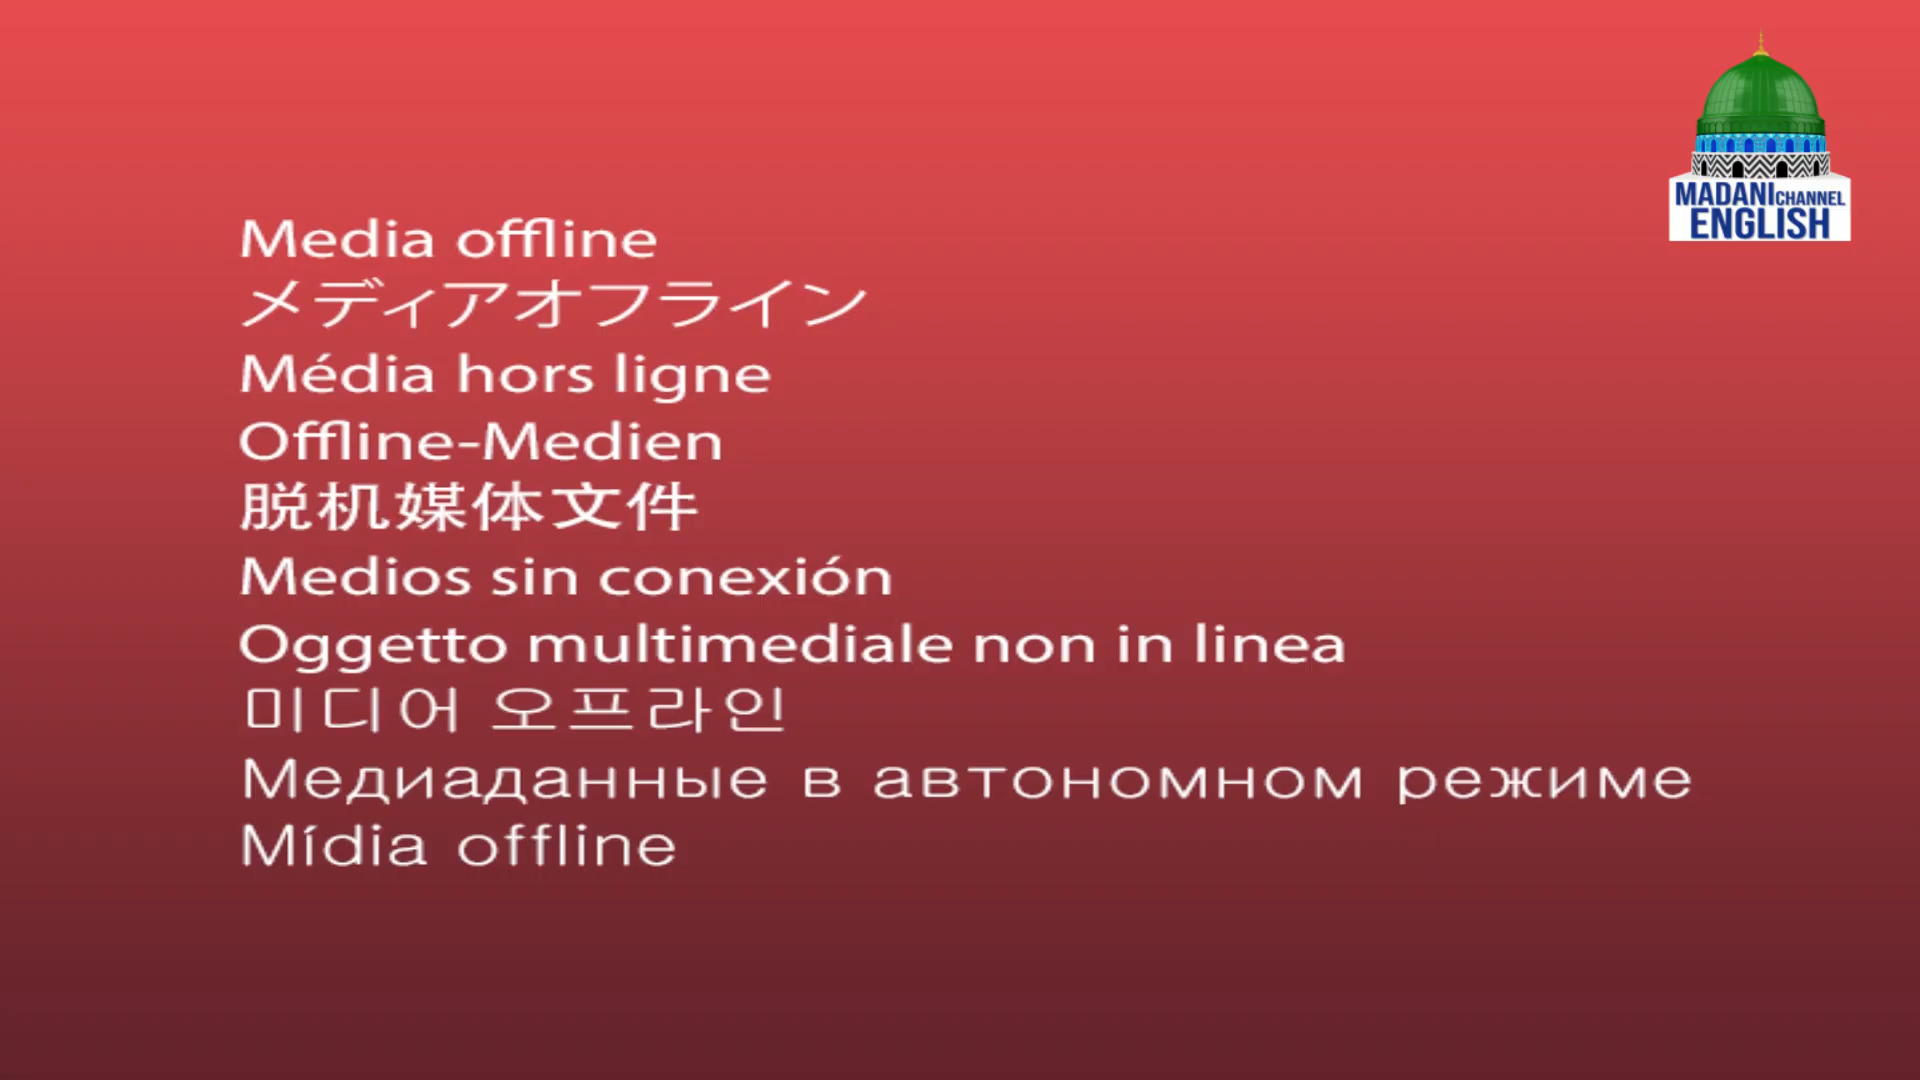 MADANI CHANNEL
ENGLISH
Media offline
メディアオフライン
Média hors ligne
Offline-Medien
脱机媒体文件
Medios sin conexión
Oggetto multimediale non in linea
미디어 오프라인
Медиаданные в автономном режиме
Mídia offline